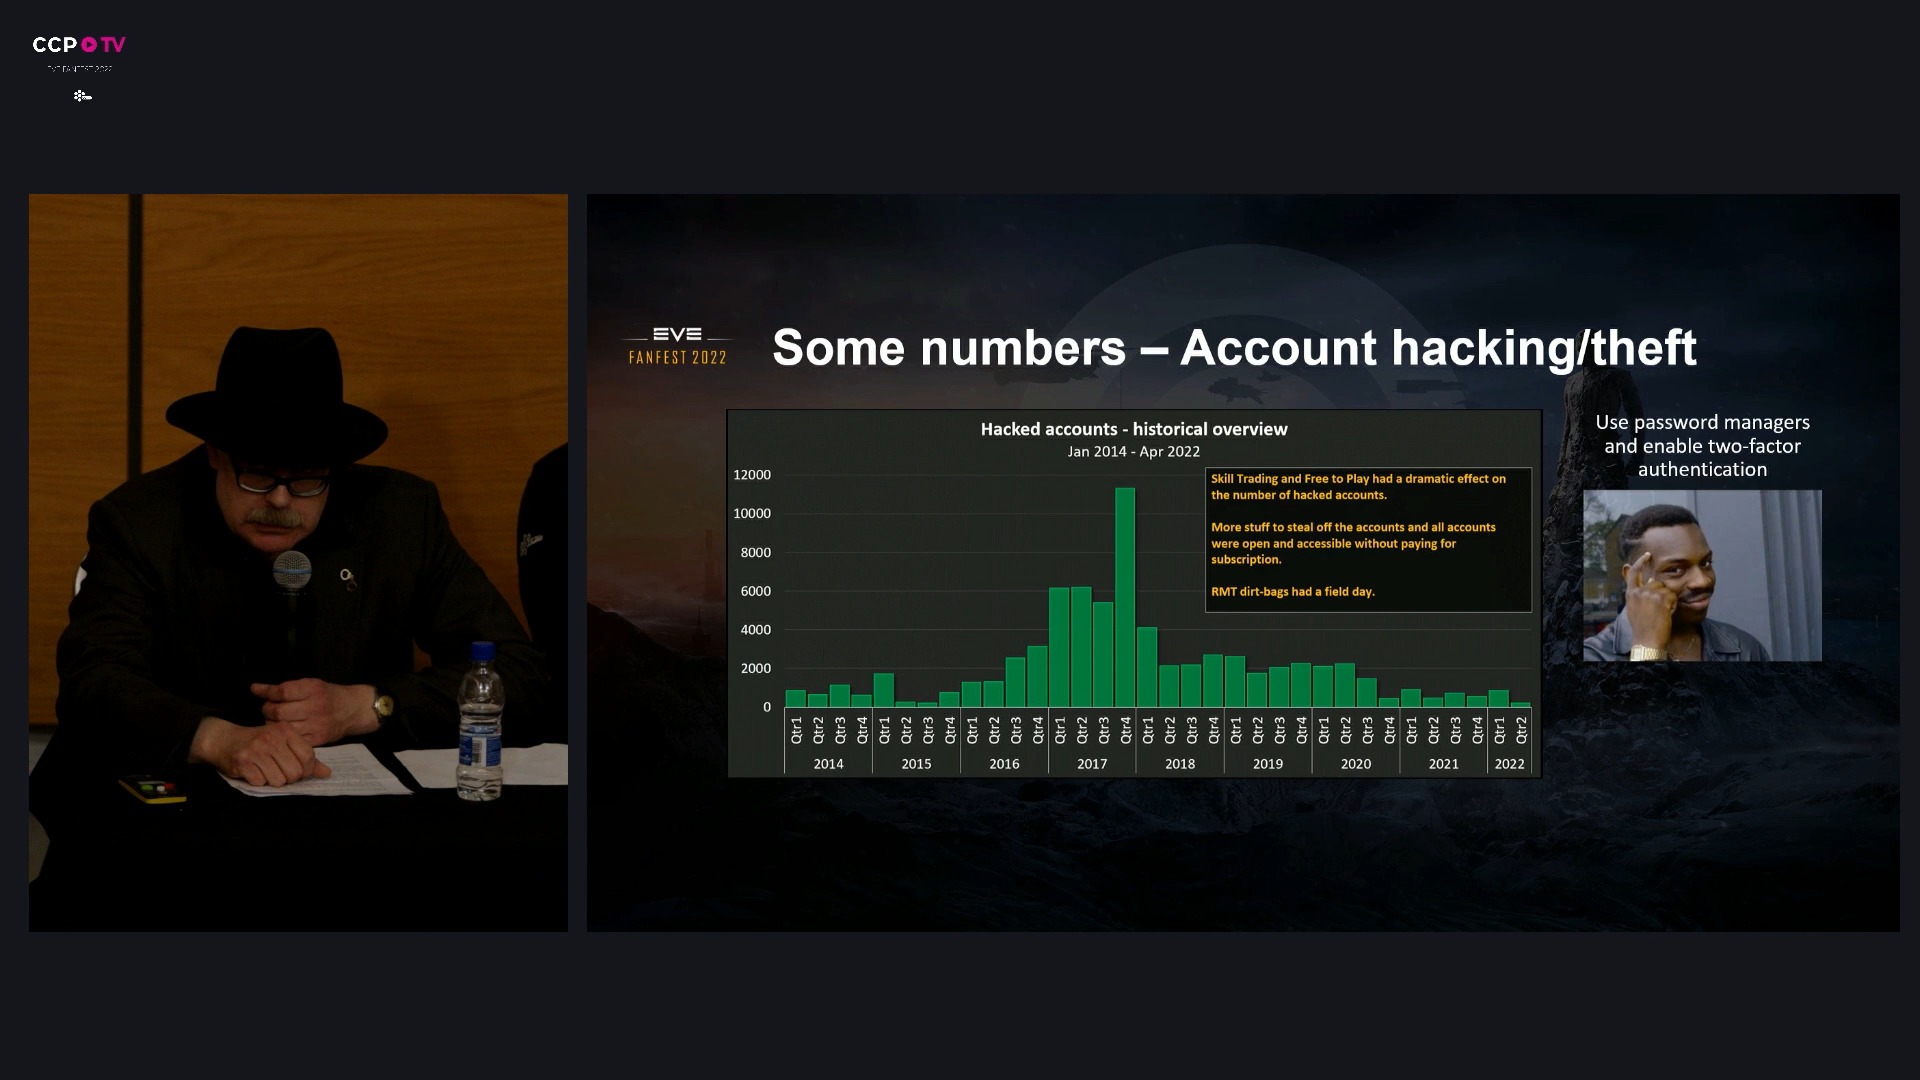 CCP TV
EVE FANFEST 2022
EVE
FANFEST 2022
Some numbers – Account hacking/theft
Hacked accounts - historical overview
Jan 2014 - Apr 2022
12000
10000
8000
6000
4000
2000
0
Skill Trading and Free to Play had a dramatic effect on
the number of hacked accounts.
More stuff to steal off the accounts and all accounts
were open and accessible without paying for
subscription.
RMT dirt-bags had a field day.
Qtr1 Qtr2 Qtr3 Qtr4 Qtr1 Qtr2 Qtr3 Qtr4 Qtr1 Qtr2 Qtr3 Qtr4 Qtr1 Qtr2 Qtr3 Qtr4 Qtr1 Qtr2 Qtr3 Qtr4 Qtr1 Qtr2 Qtr3 Qtr4 Qtr1 Qtr2 Qtr3 Qtr4 Qtr1 Qtr2 Qtr3 Qtr4 Qtr1 Qtr2
2014 2015 2016 2017 2018 2019 2020 2021 2022
Use password managers
and enable two-factor
authentication